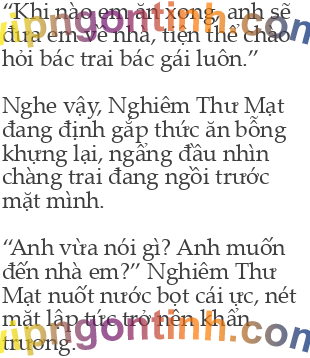 “Khi nào em ăn xong, anh sẽ
đưa em về nhà, tiện thể chào
hỏi bác trai bác gái luôn.”
Nghe vậy, Nghiêm Thư Mạt
đang định gắp thức ăn bỗng
khựng lại, ngẩng đầu nhìn
chàng trai đang ngồi trước
mặt mình.
“Anh vừa nói gì? Anh muốn
đến nhà em?” Nghiêm Thư
Mạt nuốt nước bọt cái ực, nét
mặt lập tức trở nên khẩn
trương.
vipngontinh.com
vipngontinh.com